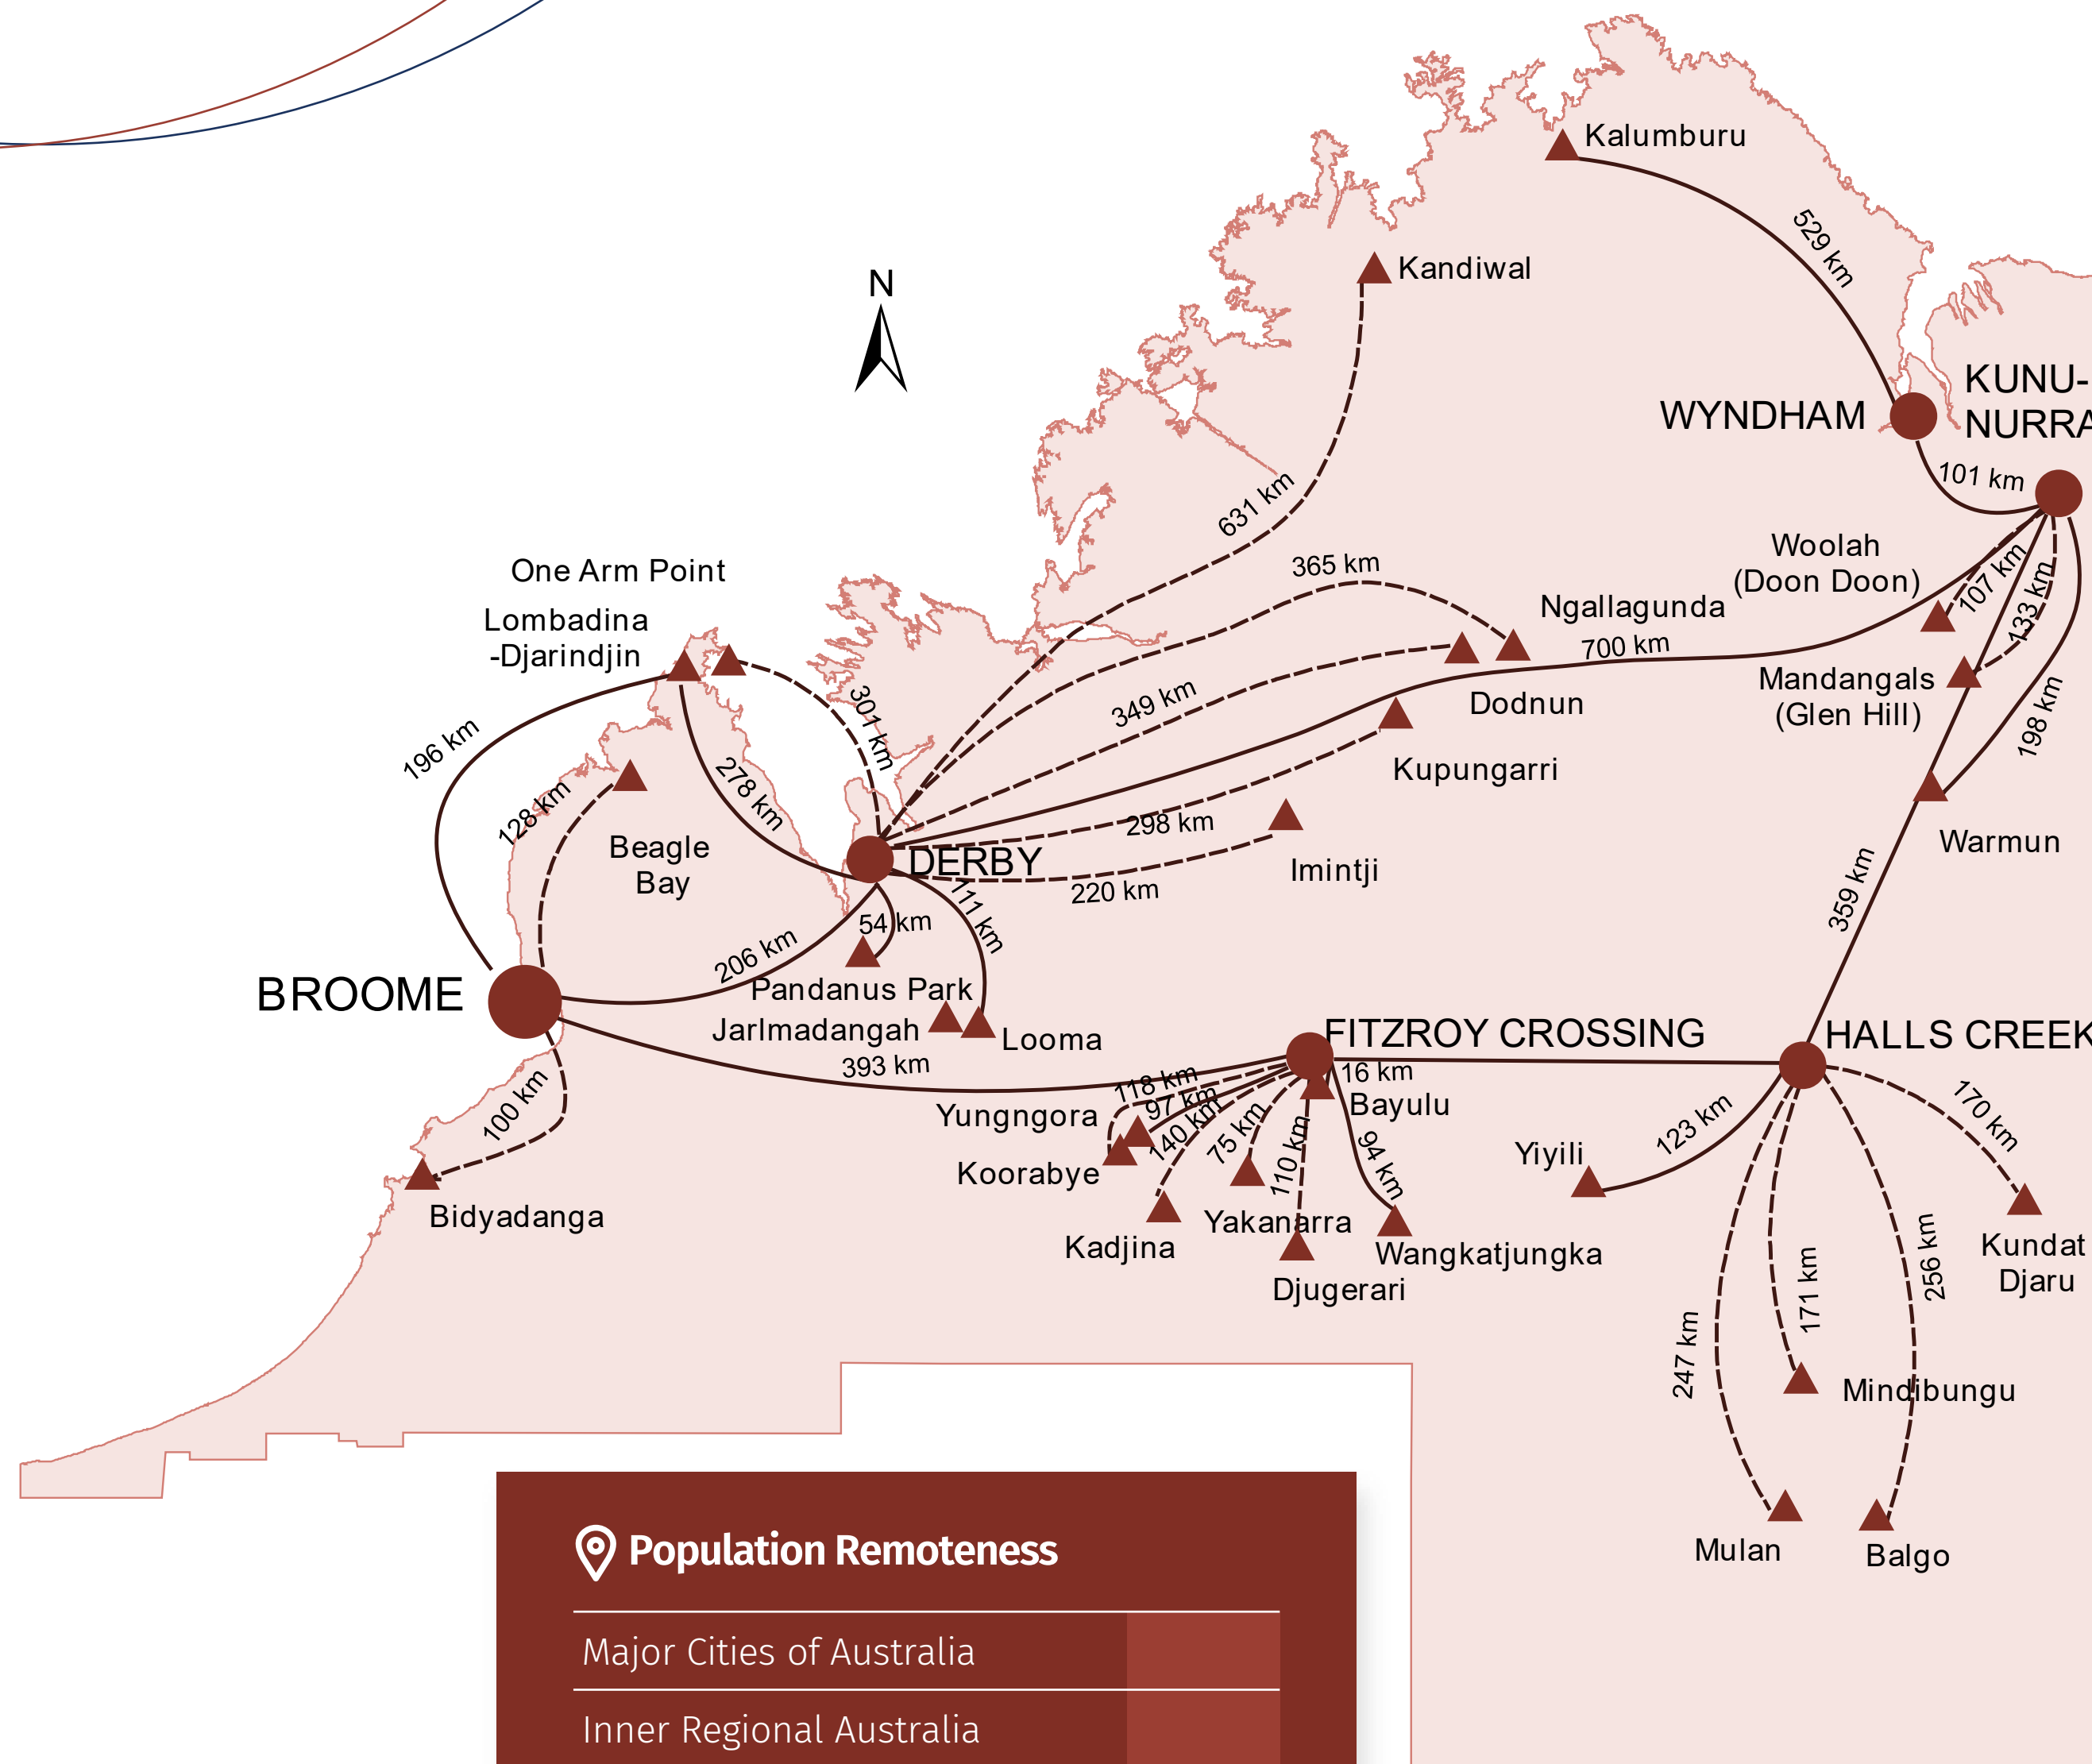 Kalumburu
529 km
Kandiwal
N
KUNU-
NURRA
WYNDHAM
101 km
631 km
Woolah
(Doon Doon)
107 km
133 km
365 km
One Arm Point
Ngallagunda
Lombadina
-Djarindjin
700 km
Mandangals
(Glen Hill)
349 km
Dodnun
301 km
198 km
196 km
Kupungarri
278 km
128 km
298 km
Beagle
Bay
DERBY
Imintji
Warmun
220 km
359 km
111 km
54 km
206 km
BROOME
Pandanus Park
Jarlmadangah
Looma
FITZROY CROSSING
HALLS CREEK
393 km
16 km
118 km
97 km
Yungngora
Bayulu
100 km
140 km
75 km
110 km
94 km
123 km
170 km
Yiyili
Koorabye
Bidyadanga
Yakanarra
Kadjina
Wangkatjungka
Kundat
Djaru
Djugerari
256 km
171 km
247 km
Mindibungu
Mulan
Balgo
Population Remoteness
Major Cities of Australia
Inner Regional Australia